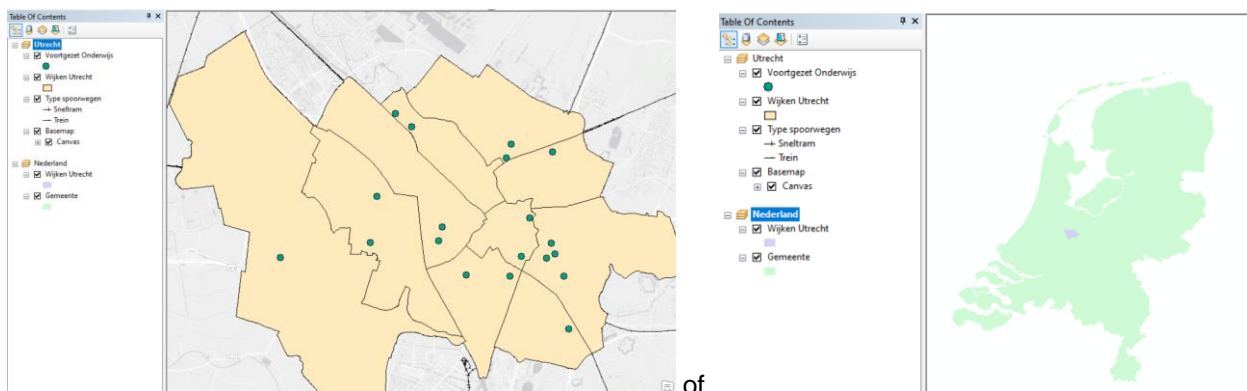 Table Of Contents
Utrecht
Voortgezet Onderwijs
Wijken Utrecht
Type spoorwegen
Sneltram
Trein
Basemap
Canvas
Nederland
Wijken Utrecht
Gemeente
of
Table Of Contents
Utrecht
Voortgezet Onderwijs
Wijken Utrecht
Type spoorwegen
Sneltram
Trein
Basemap
Canvas
Nederland
Wijken Utrecht
Gemeente